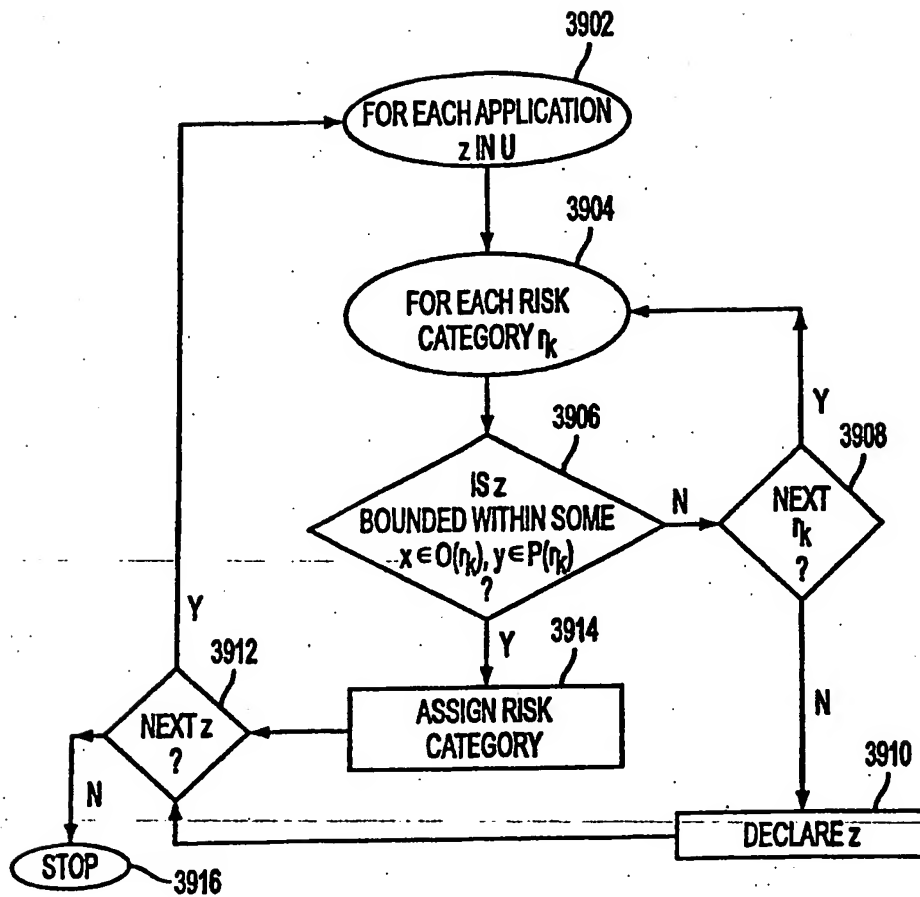 3902
FOR EACH APPLICATION
z IN U
3904
FOR EACH RISK
CATEGORY rₖ
3906
IS z
BOUNDED WITHIN SOME
x ∈ O(rₖ), y ∈ P(rₖ)
?
N
Y
3908
NEXT
rₖ
?
Y
N
3914
ASSIGN RISK
CATEGORY
3912
NEXT z
?
Y
N
3910
DECLARE z
STOP
3916